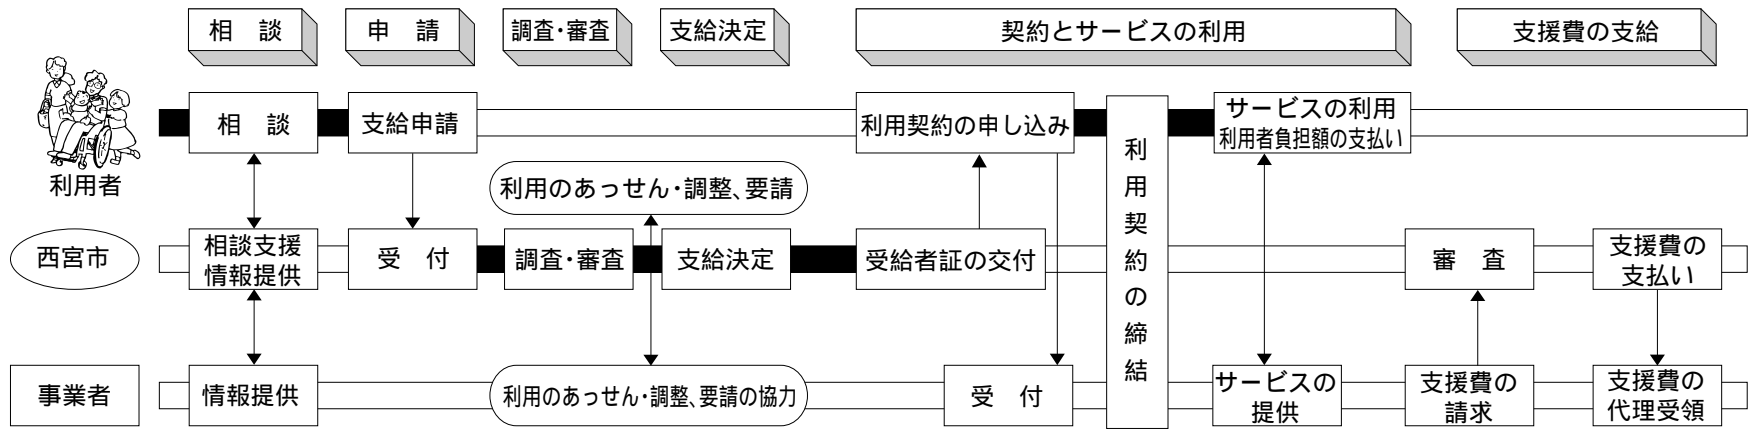 相 談
申 請
調査・審査
支給決定
契約とサービスの利用
支援費の支給
利用者
相 談
支給申請
利用契約の申し込み
サービスの利用
利用者負担額の支払い
利用のあっせん・調整、要請
利用契約の締結
西宮市
相談支援
情報提供
受 付
調査・審査
支給決定
受給者証の交付
審 査
支援費の
支払い
事業者
情報提供
利用のあっせん・調整、要請の協力
受 付
サービスの
提供
支援費の
請求
支援費の
代理受領